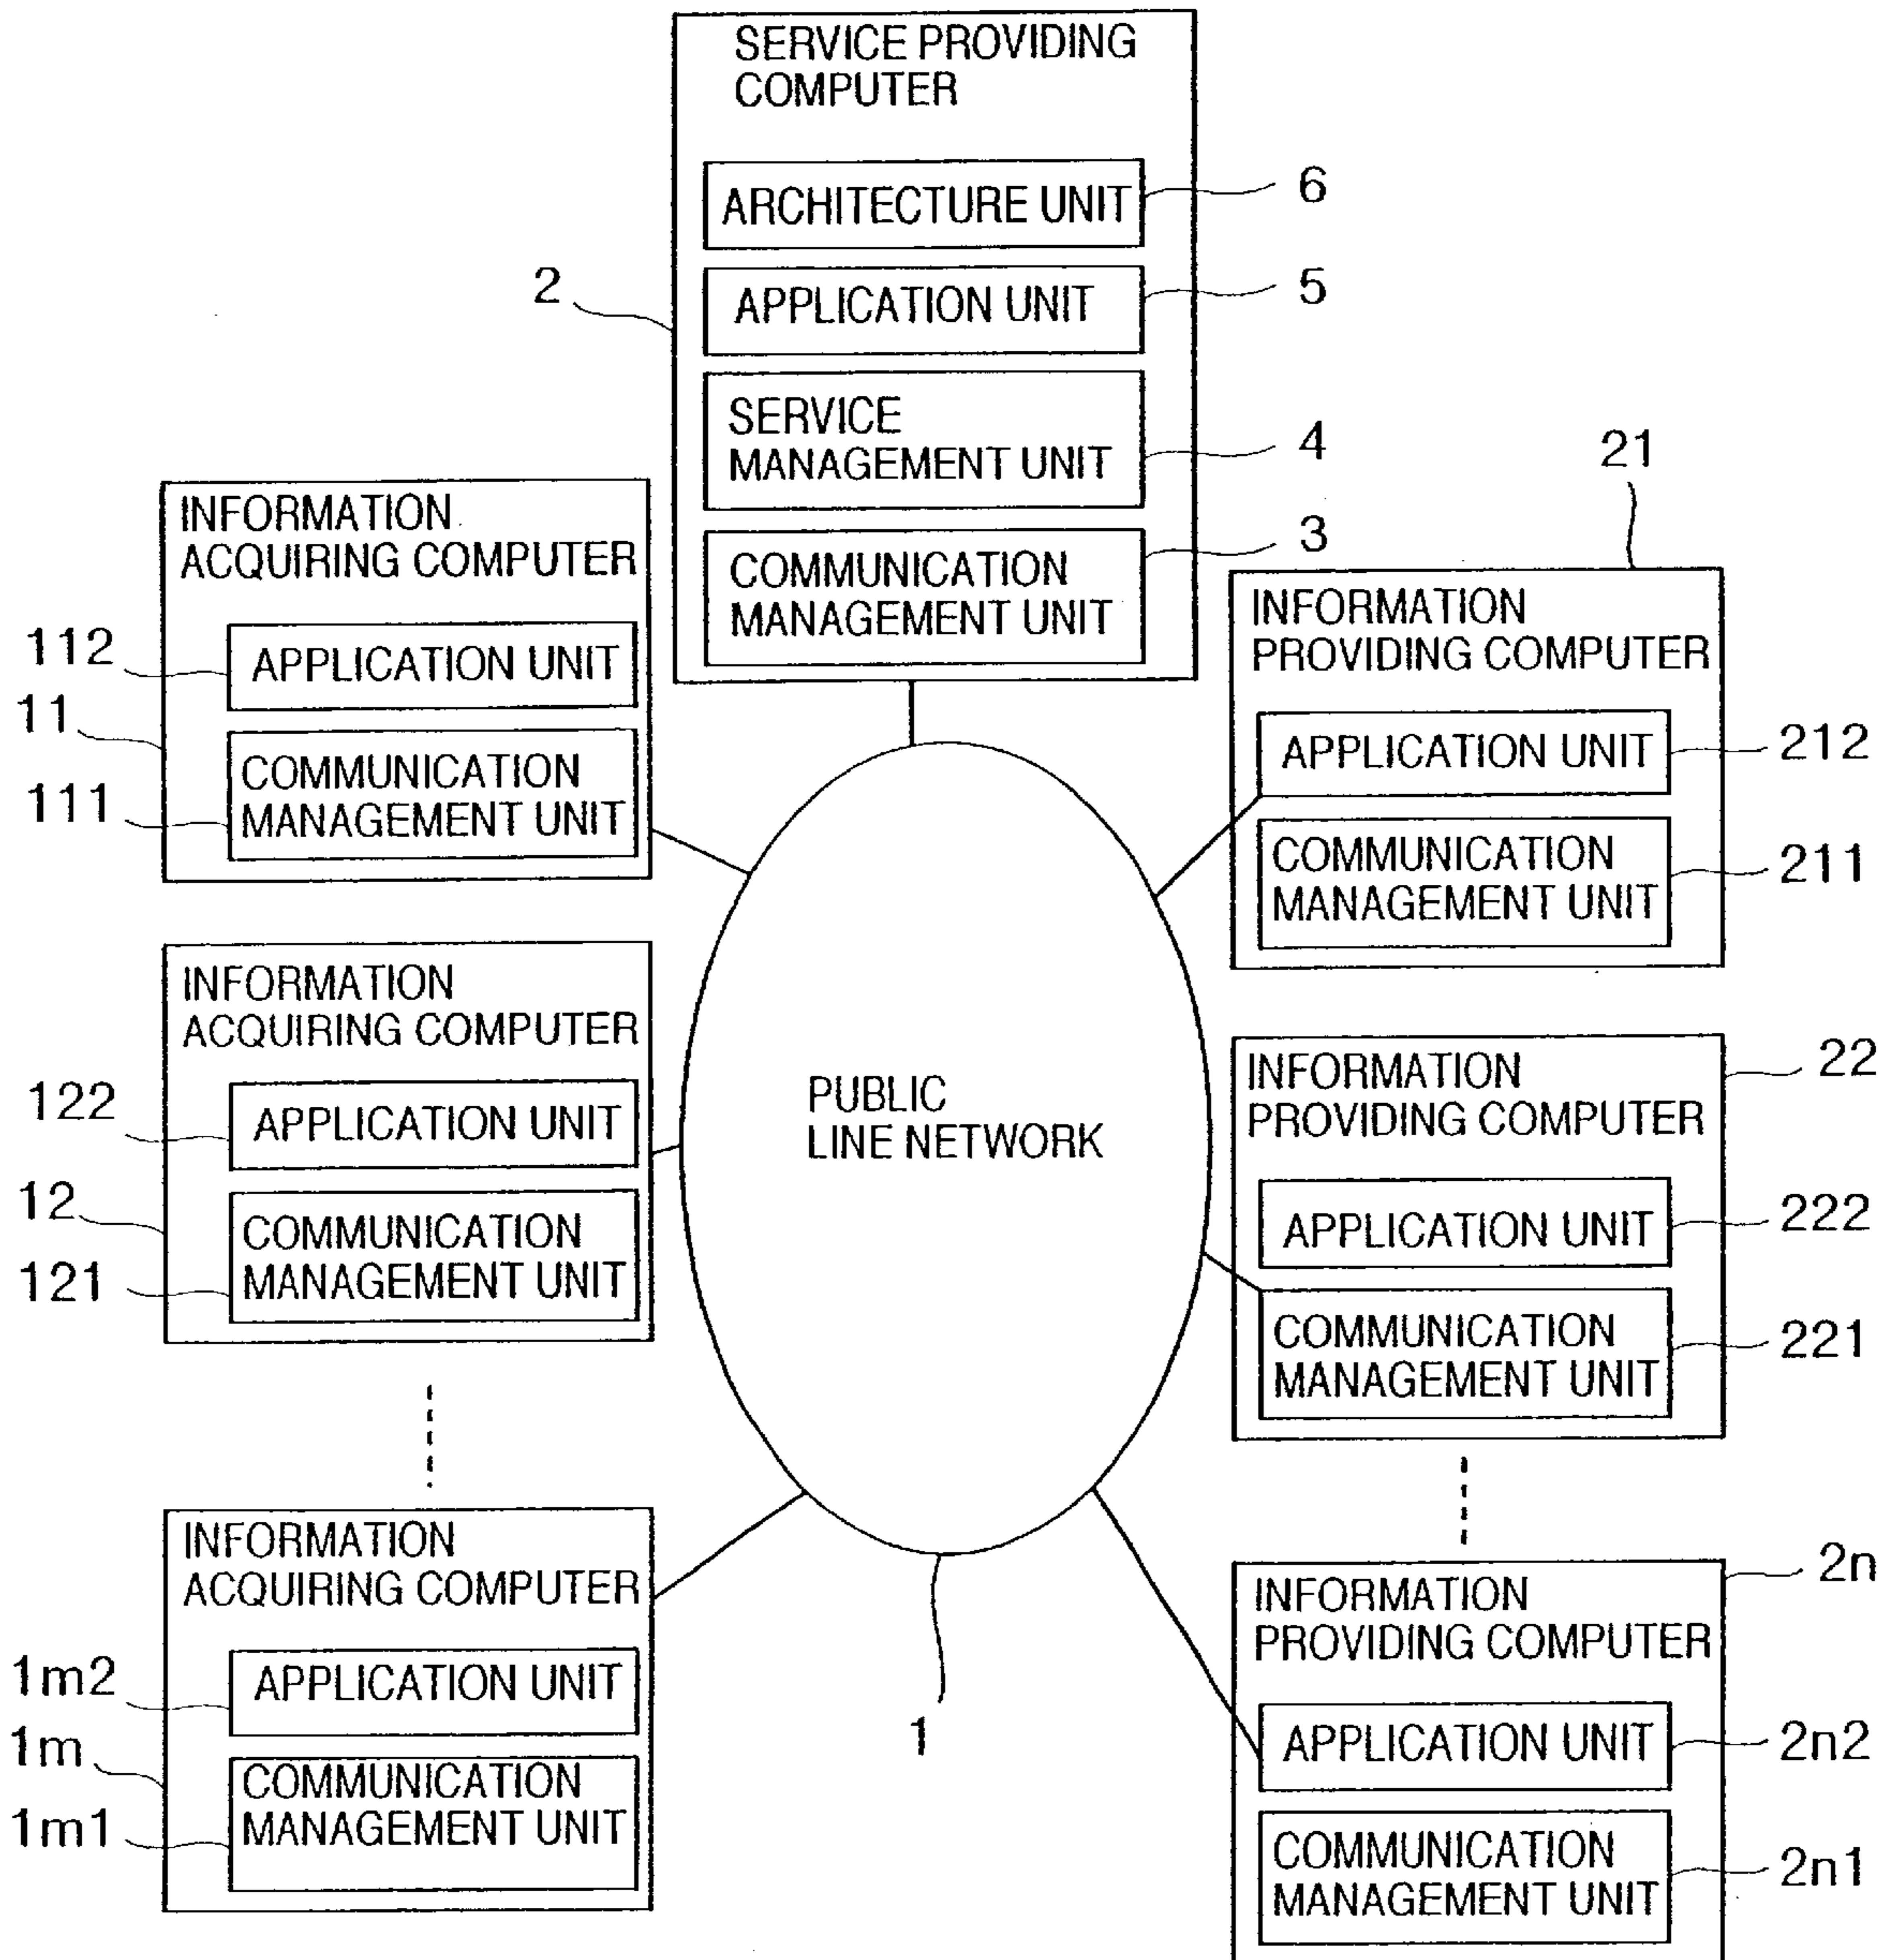 SERVICE PROVIDING
COMPUTER
ARCHITECTURE UNIT
6
2
APPLICATION UNIT
5
SERVICE
MANAGEMENT UNIT
4
COMMUNICATION
MANAGEMENT UNIT
3
INFORMATION
ACQUIRING COMPUTER
112
APPLICATION UNIT
11
COMMUNICATION
MANAGEMENT UNIT
111
21
INFORMATION
PROVIDING COMPUTER
APPLICATION UNIT
212
COMMUNICATION
MANAGEMENT UNIT
211
INFORMATION
ACQUIRING COMPUTER
122
APPLICATION UNIT
12
COMMUNICATION
MANAGEMENT UNIT
121
PUBLIC
LINE NETWORK
1
INFORMATION
PROVIDING COMPUTER
22
APPLICATION UNIT
222
COMMUNICATION
MANAGEMENT UNIT
221
INFORMATION
ACQUIRING COMPUTER
1m2
APPLICATION UNIT
1m
COMMUNICATION
MANAGEMENT UNIT
1m1
INFORMATION
PROVIDING COMPUTER
2n
APPLICATION UNIT
2n2
COMMUNICATION
MANAGEMENT UNIT
2n1